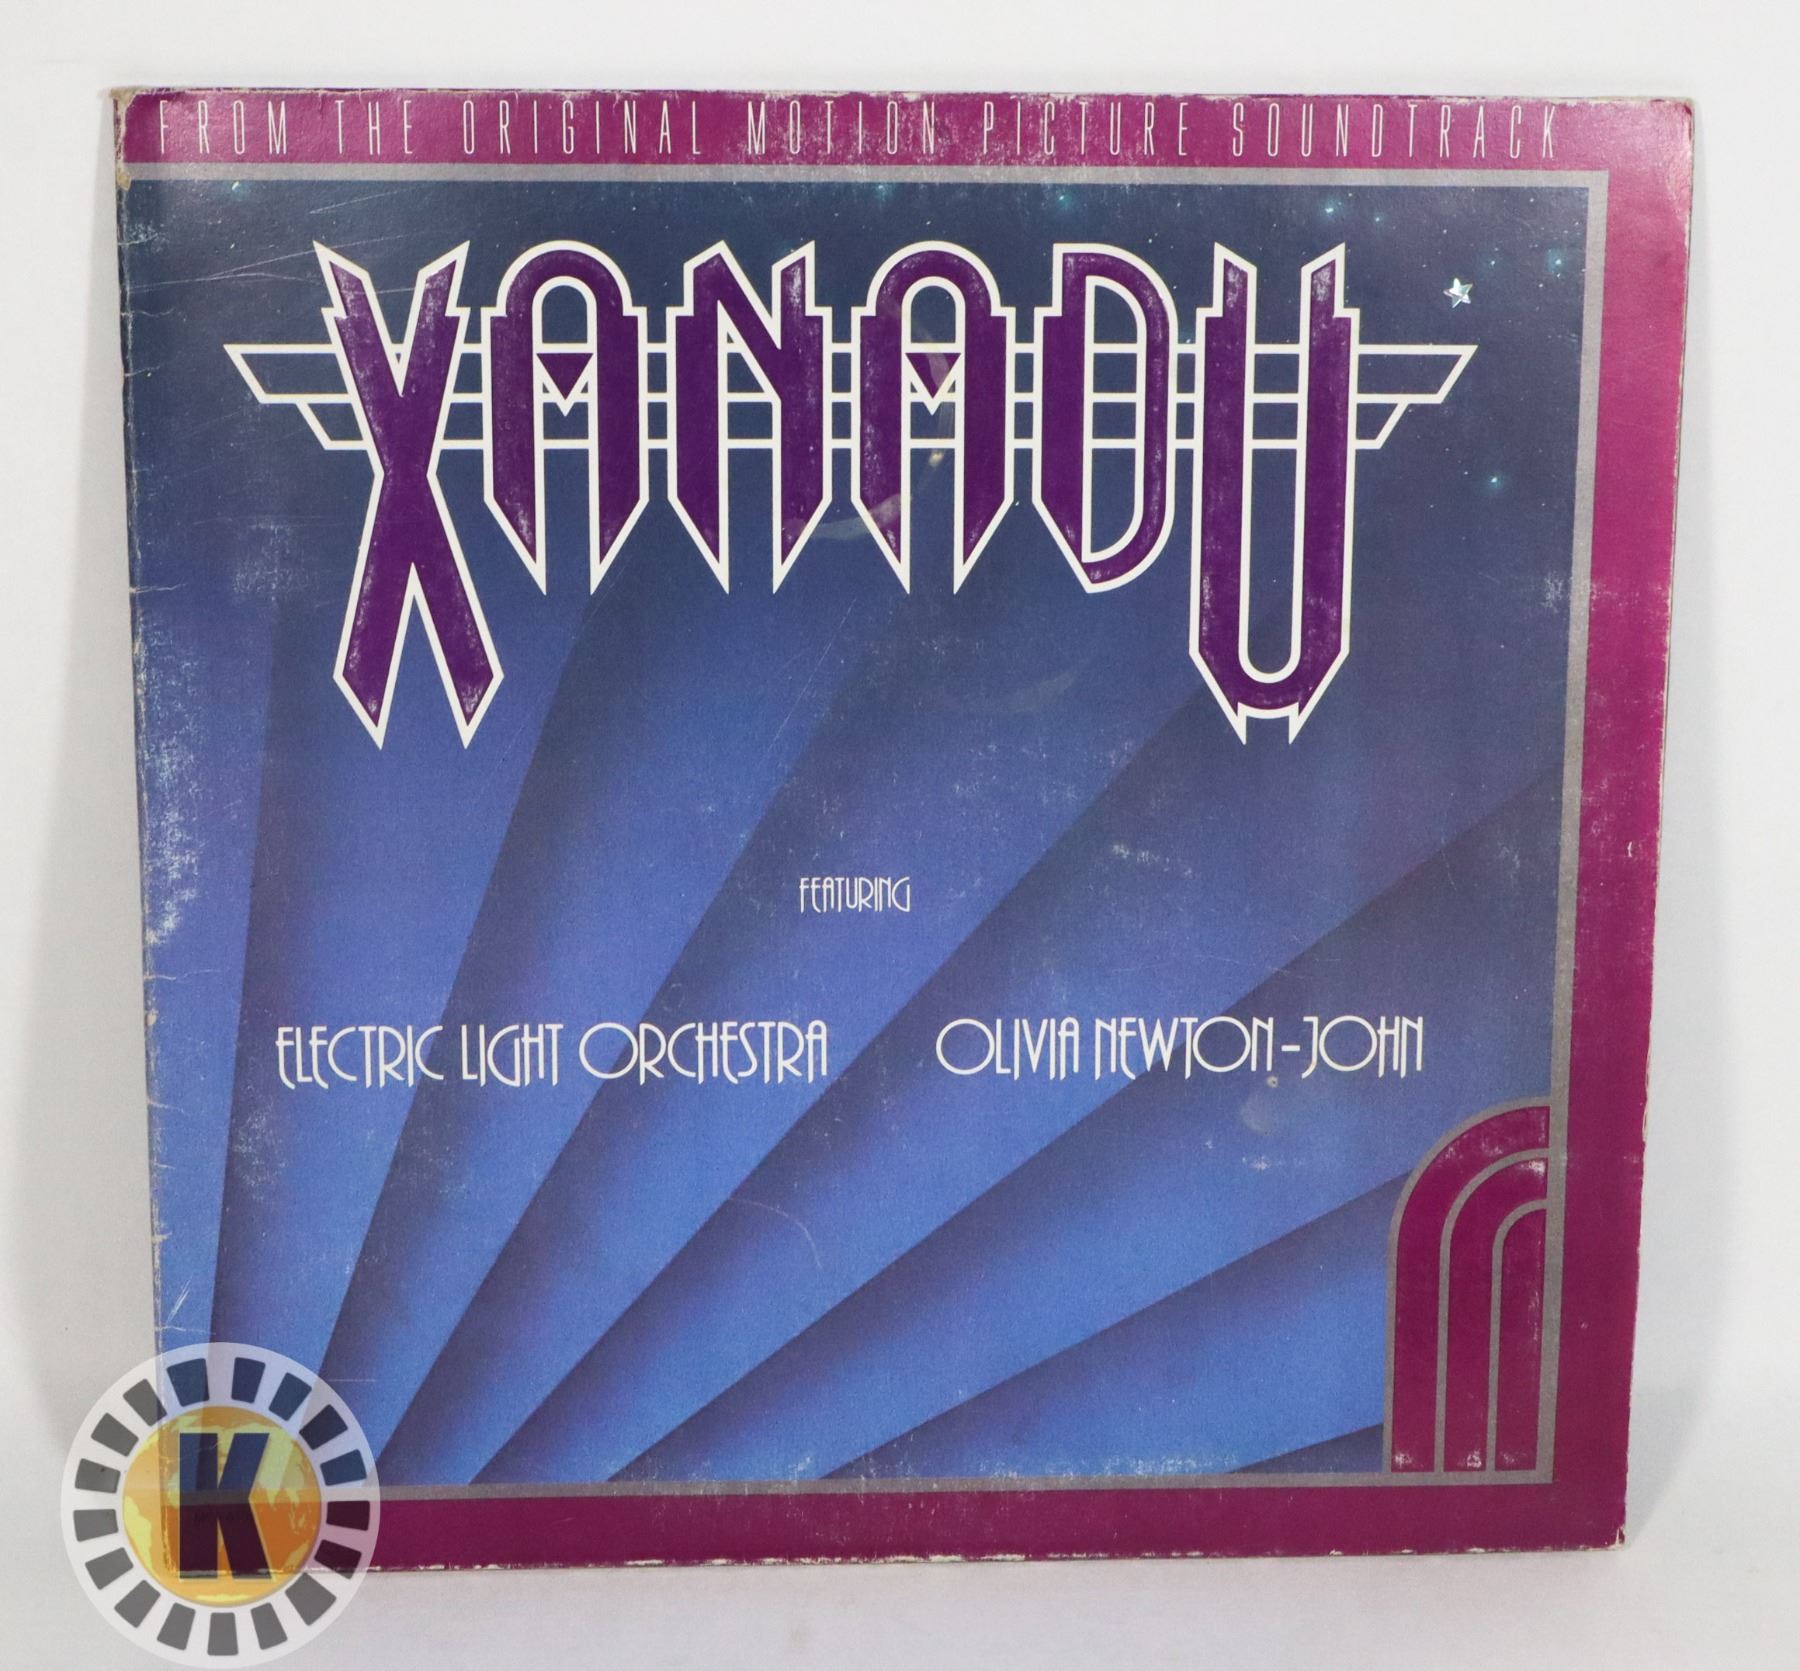 FROM THE ORIGINAL MOTION PICTURE SOUNDTRACK
XANADU
FEATURING
ELECTRIC LIGHT ORCHESTRA OLIVIA NEWTON-JOHN
K